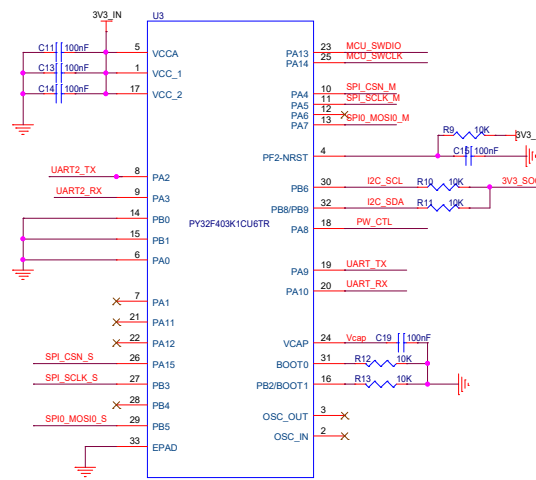 3V3_IN
U3
C11 100nF
5 VCCA
C13 100nF
1 VCC_1
C14 100nF
17 VCC_2
UART2_TX 8 PA2
UART2_RX 9 PA3
14 PB0
15 PB1
6 PA0
7 PA1
21 PA11
22 PA12
SPI_CSN_S 26 PA15
SPI_SCLK_S 27 PB3
28 PB4
SPI0_MOSI0_S 29 PB5
33 EPAD
PY32F403K1CU6TR
PA13 23 MCU_SWDIO
PA14 25 MCU_SWCLK
PA4 10 SPI_CSN_M
PA5 11 SPI_SCLK_M
PA6 12
PA7 13 SPI0_MOSI0_M
R9 10K 3V3_
PF2-NRST 4 C15 100nF
PB6 30 I2C_SCL R10 10K 3V3_SOC
PB8/PB9 32 I2C_SDA R11 10K
PA8 18 PW_CTL
PA9 19 UART_TX
PA10 20 UART_RX
VCAP 24 Vcap C19 100nF
BOOT0 31 R12 10K
PB2/BOOT1 16 R13 10K
OSC_OUT 3
OSC_IN 2